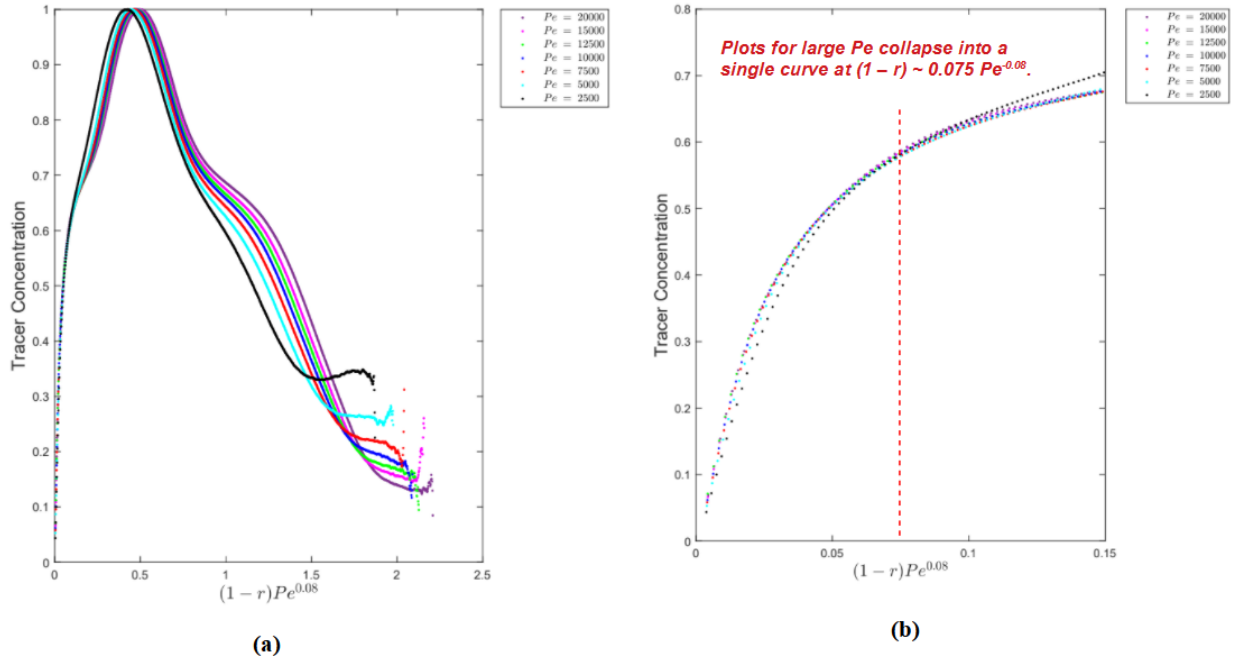 1
0.9
0.8
0.7
0.6
0.5
0.4
0.3
0.2
0.1
0
Tracer Concentration
0 0.5 1 1.5 2 2.5
(1 − r)Pe^0.08
Pe = 20000
Pe = 15000
Pe = 12500
Pe = 10000
Pe = 7500
Pe = 5000
Pe = 2500
(a)
0.8
0.7
0.6
0.5
0.4
0.3
0.2
0.1
0
Tracer Concentration
Plots for large Pe collapse into a
single curve at (1 – r) ~ 0.075 Pe^-0.08.
0 0.05 0.1 0.15
(1 − r)Pe^0.08
Pe = 20000
Pe = 15000
Pe = 12500
Pe = 10000
Pe = 7500
Pe = 5000
Pe = 2500
(b)